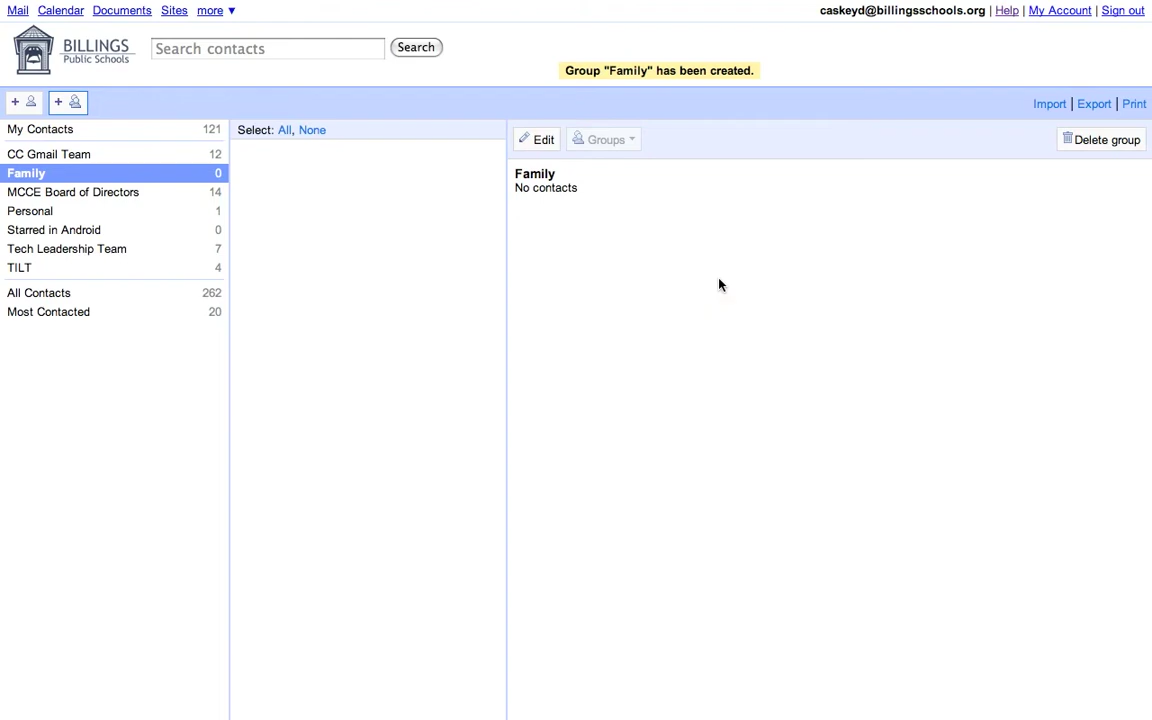 Mail Calendar Documents Sites more ▼
caskeyd@billingsschools.org | Help | My Account | Sign out
BILLINGS
Public Schools
Search contacts
Search
Group "Family" has been created.
+
+
Import | Export | Print
My Contacts 121
CC Gmail Team 12
Family 0
MCCE Board of Directors 14
Personal 1
Starred in Android 0
Tech Leadership Team 7
TILT 4
All Contacts 262
Most Contacted 20
Select: All, None
Edit
Groups
Delete group
Family
No contacts